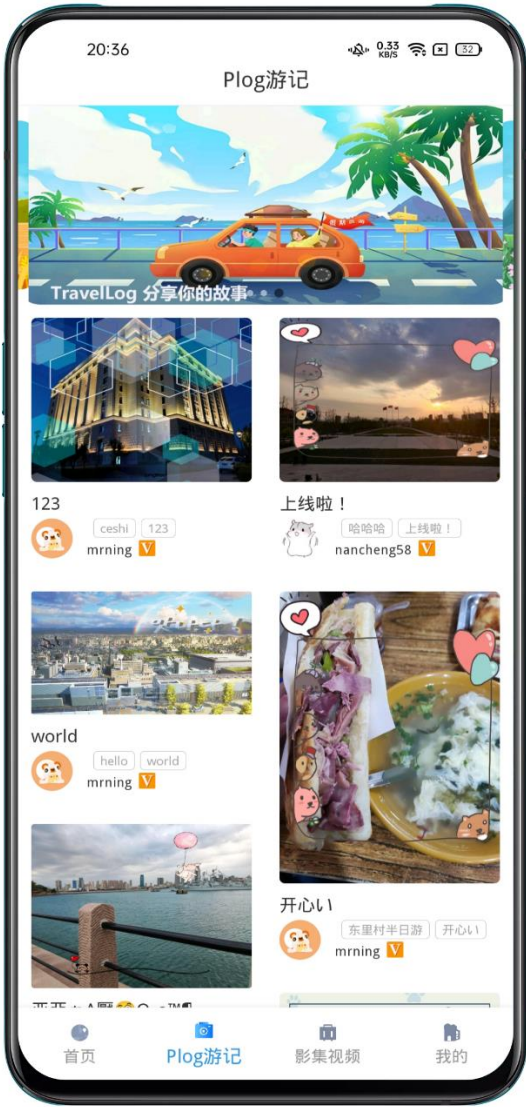 20:36
0.33
KB/S
32
Plog游记
TravelLog 分享你的故事
123
ceshi 123
mrning V
上线啦！
哈哈哈 上线啦！
nancheng58 V
world
hello world
mrning V
开心い
东里村半日游 开心い
mrning V
首页
Plog游记
影集视频
我的